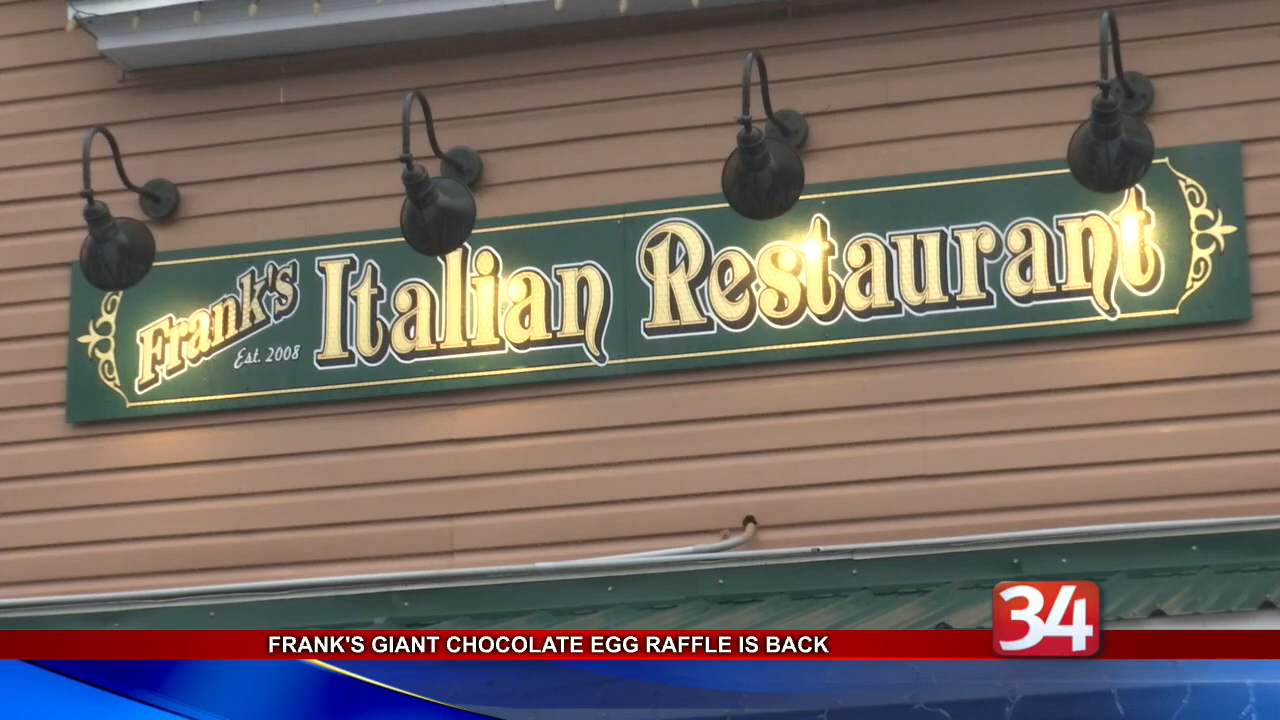 Frank's Italian Restaurant
Est. 2008
34
FRANK'S GIANT CHOCOLATE EGG RAFFLE IS BACK